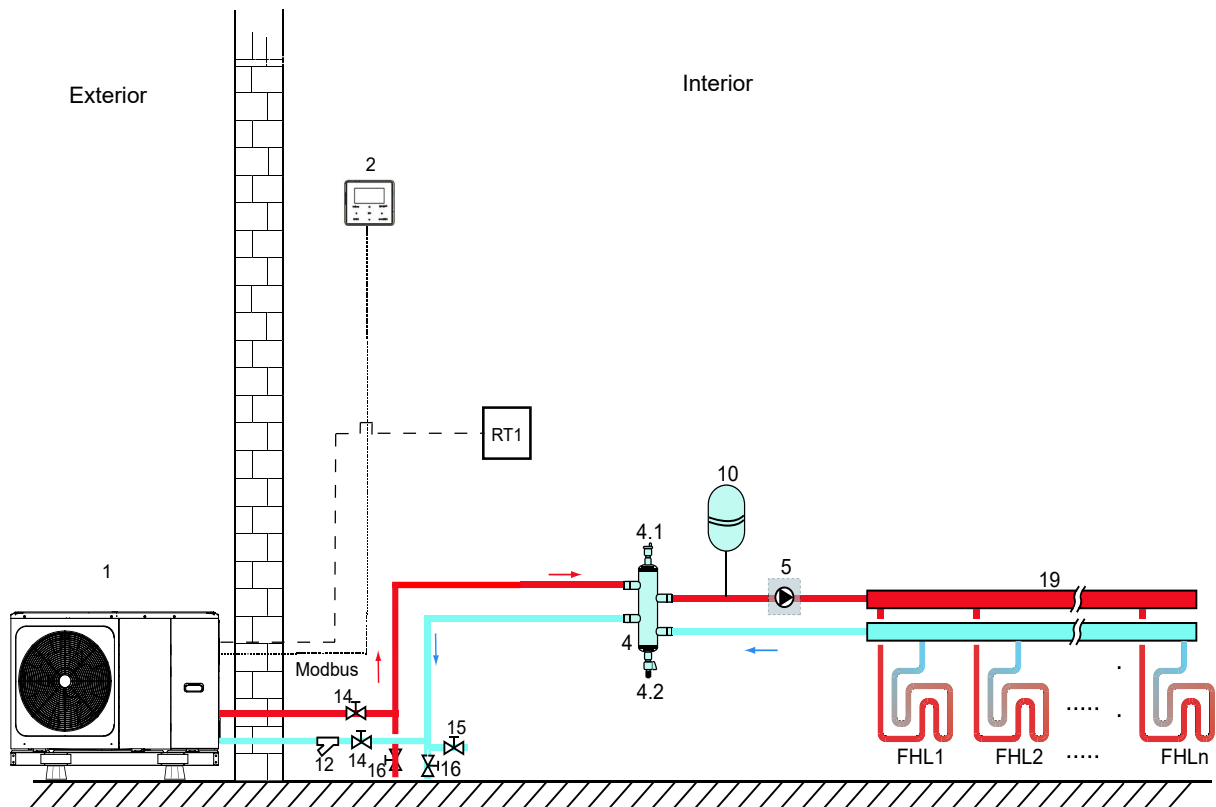 Interior
Exterior
2
RT1
10
4.1
5
1
19
4
Modbus
4.2
14
15
12
14
16
16
FHL1
FHL2
.....
FHLn
.....